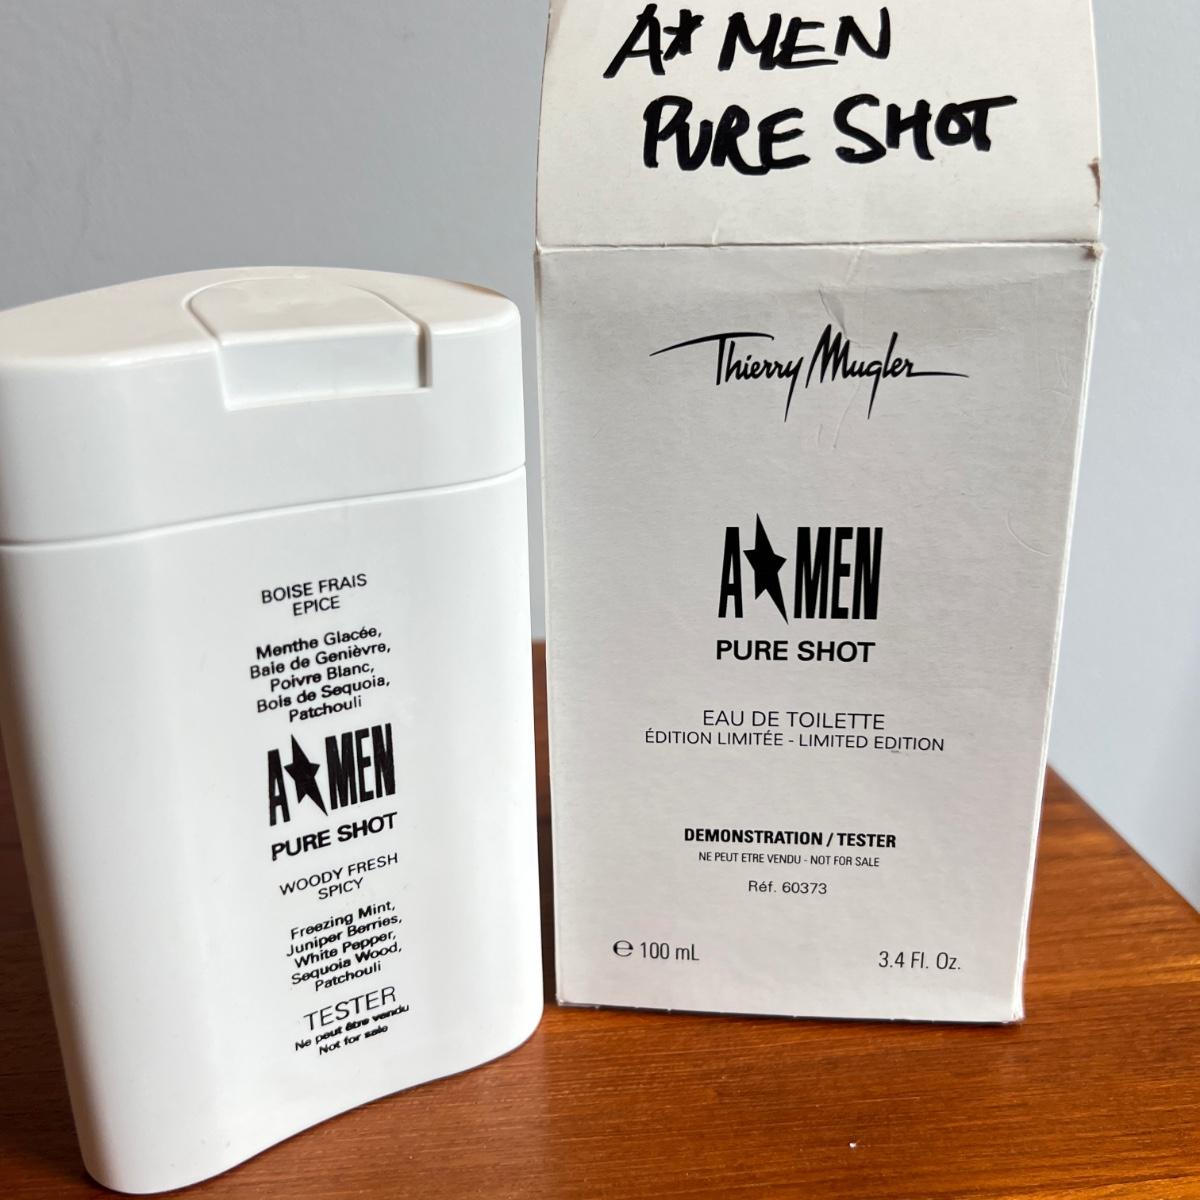 A★MEN
PURE SHOT
Thierry Mugler
A★MEN
PURE SHOT
EAU DE TOILETTE
ÉDITION LIMITÉE - LIMITED EDITION
DEMONSTRATION / TESTER
NE PEUT ETRE VENDU - NOT FOR SALE
Réf. 60373
℮ 100 mL
3.4 Fl. Oz.
BOISE FRAIS
EPICE
Menthe Glacée,
Baie de Genièvre,
Poivre Blanc,
Bois de Sequoia,
Patchouli
A★MEN
PURE SHOT
WOODY FRESH
SPICY
Freezing Mint,
Juniper Berries,
White Pepper,
Sequoia Wood,
Patchouli
TESTER
Ne peut être vendu
Not for sale